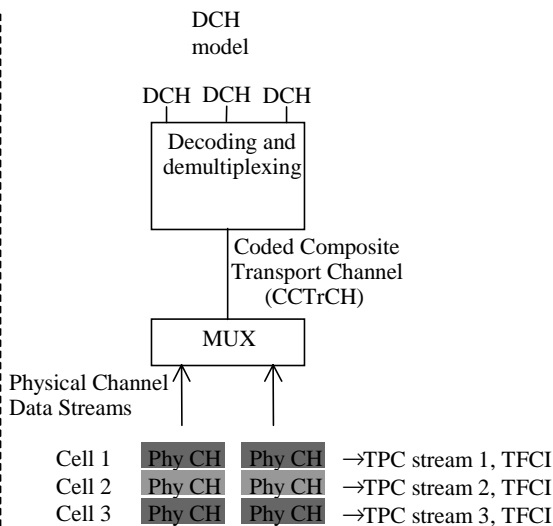 DCH
model
DCH DCH DCH
Decoding and
demultiplexing
Coded Composite
Transport Channel
(CCTrCH)
MUX
Physical Channel
Data Streams
Cell 1 Phy CH Phy CH →TPC stream 1, TFCI
Cell 2 Phy CH Phy CH →TPC stream 2, TFCI
Cell 3 Phy CH Phy CH →TPC stream 3, TFCI